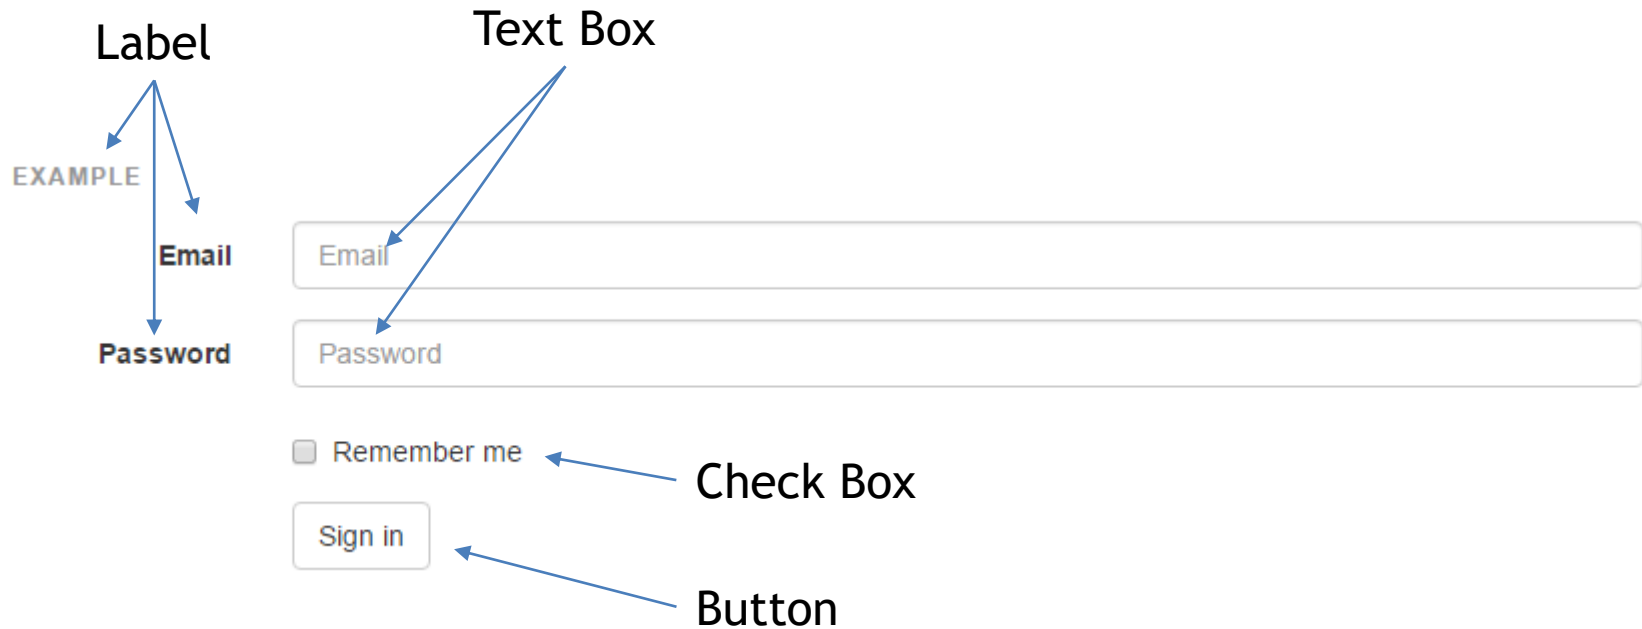 Label
Text Box
EXAMPLE
Email
Email
Password
Password
Remember me
Check Box
Sign in
Button